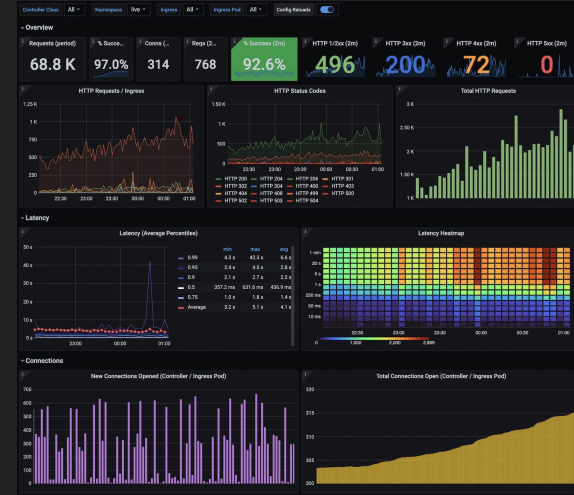 Controller Class All Namespace live Ingress All Ingress Pod All Config Reloads
Overview
Requests (period) % Succe... Conns (... Reqs (2... % Success (2m) HTTP 1/2xx (2m) HTTP 3xx (2m) HTTP 4xx (2m) HTTP 5xx (2m)
68.8 K 97.0% 314 768 92.6% 496 200 72 0
HTTP Requests / Ingress HTTP Status Codes Total HTTP Requests
1.25 K 1.50 K 3 K
1 K 1 K 2.50 K
750 2 K
500 500 1.50 K
250 0 1 K
0
22:30 23:00 23:30 00:00 00:30 01:00
22:30 23:00 23:30 00:00 00:30 01:00
HTTP 200 HTTP 204 HTTP 206 HTTP 301
HTTP 302 HTTP 304 HTTP 400 HTTP 403
HTTP 404 HTTP 408 HTTP 499 HTTP 500
HTTP 502 HTTP 503 HTTP 504
Latency
Latency (Average Percentiles) Latency Heatmap
50 s
40 s
30 s
20 s
10 s
0 s
23:00 00:00 01:00
min max avg
0.99 4.3 s 42.3 s 6.6 s
0.95 2.4 s 4.5 s 2.8 s
0.9 2.1 s 2.7 s 2.3 s
0.5 357.2 ms 631.6 ms 436.9 ms
0.75 1.0 s 1.8 s 1.4 s
Average 3.2 s 5.1 s 4.1 s
1 min
20 s
5 s
1 s
250 ms
50 ms
10 ms
22:30 23:00 23:30 00:00 00:30 01:00
0 1,000 2,000
Connections
New Connections Opened (Controller / Ingress Pod) Total Connections Open (Controller / Ingress Pod)
700 320
600
500 315
400
300 310
200 305
100
0 300